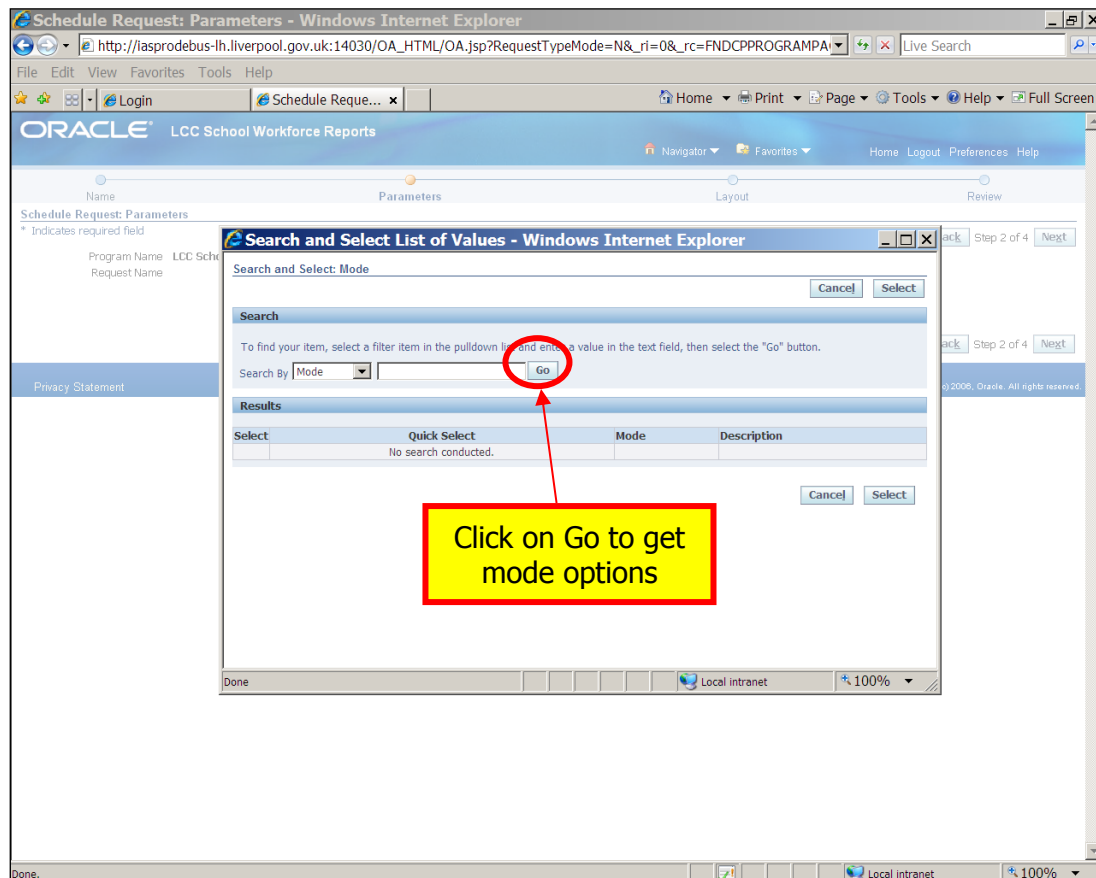 Schedule Request: Parameters - Windows Internet Explorer
http://iasprodebus-lh.liverpool.gov.uk:14030/OA_HTML/OA.jsp?RequestTypeMode=N&_ri=0&_rc=FNDCPPROGRAMPA
Live Search
File Edit View Favorites Tools Help
Login
Schedule Reque...
Home Print Page Tools Help Full Screen
ORACLE LCC School Workforce Reports
Navigator Favorites Home Logout Preferences Help
Name Parameters Layout Review
Schedule Request: Parameters
* Indicates required field
ack Step 2 of 4 Next
Program Name LCC Scho
Request Name
ack Step 2 of 4 Next
Privacy Statement
c) 2006, Oracle. All rights reserved.
Search and Select List of Values - Windows Internet Explorer
Search and Select: Mode
Cancel Select
Search
To find your item, select a filter item in the pulldown list and enter a value in the text field, then select the "Go" button.
Search By Mode Go
Results
Select Quick Select Mode Description
No search conducted.
Cancel Select
Click on Go to get
mode options
Done Local intranet 100%
Done. Local intranet 100%